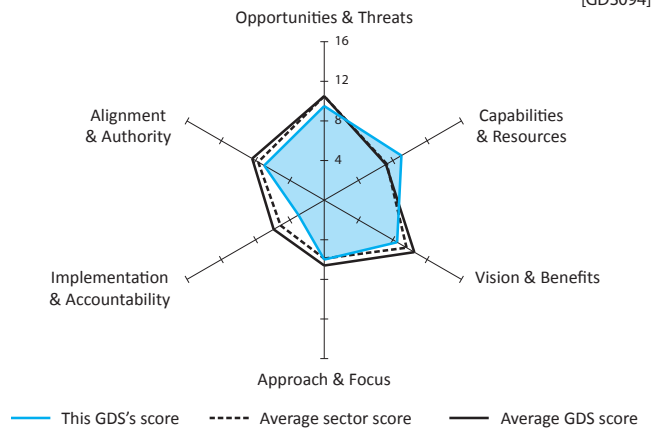 [GDS094]
Opportunities & Threats
16
12
8
4
Alignment
& Authority
Capabilities
& Resources
Implementation
& Accountability
Vision & Benefits
Approach & Focus
This GDS's score
Average sector score
Average GDS score